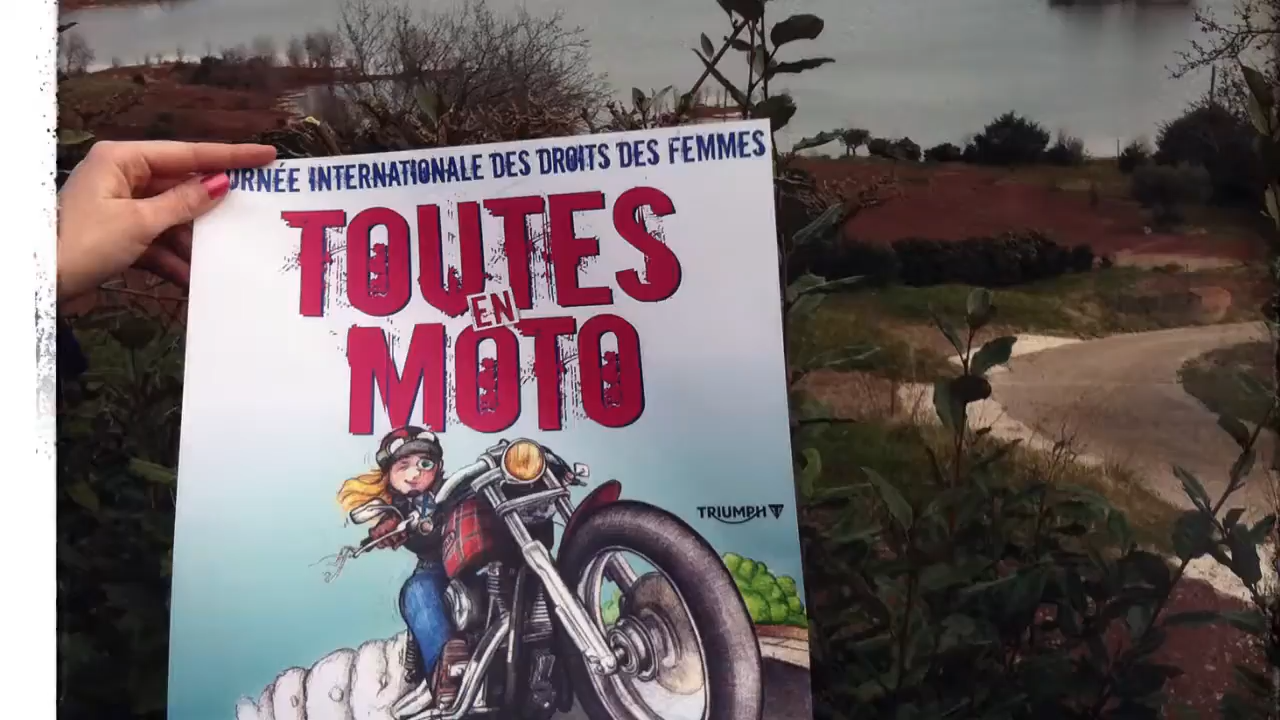 URNÉE INTERNATIONALE DES DROITS DES FEMMES
TOUTES
EN
MOTO
TRIUMPH